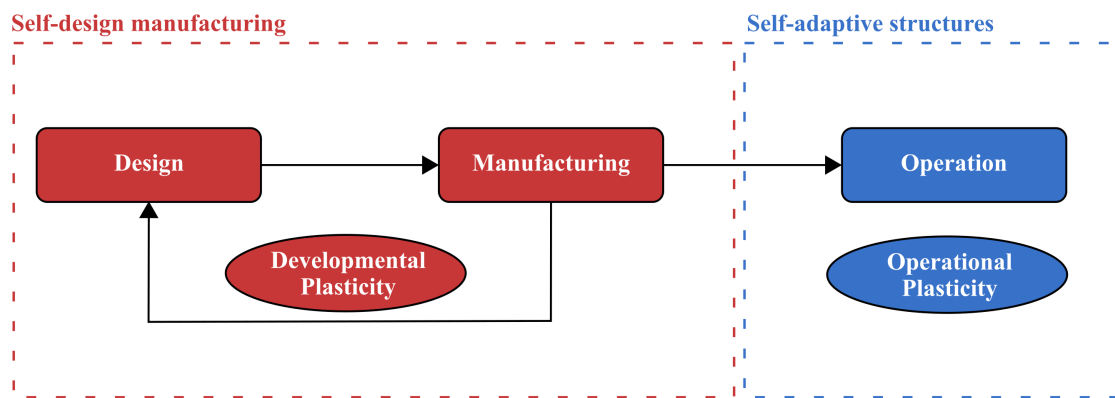 Self-design manufacturing
Self-adaptive structures
Design
Manufacturing
Operation
Developmental
Plasticity
Operational
Plasticity